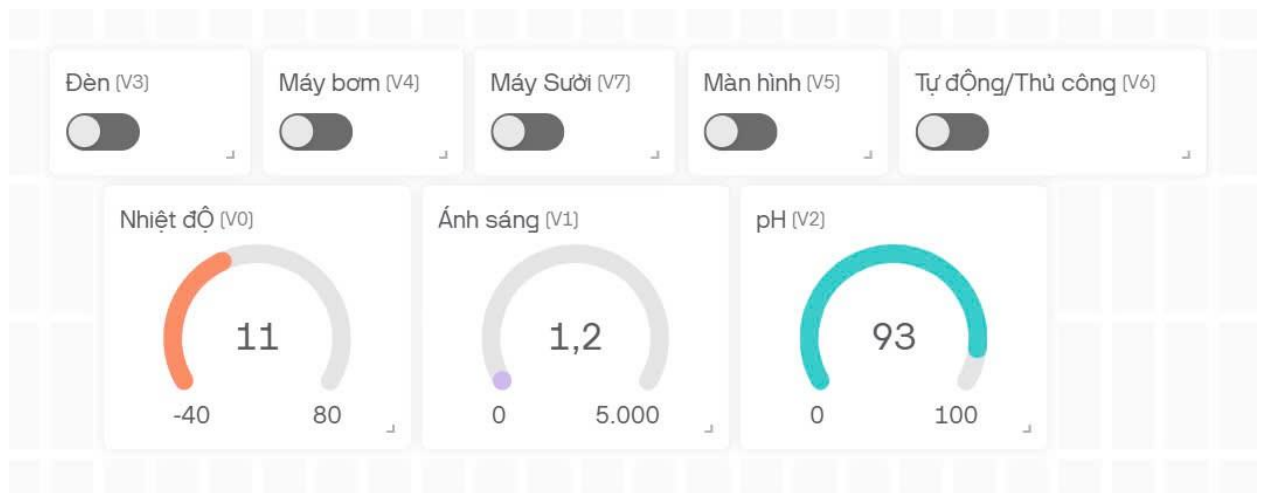 Đèn (V3) Máy bơm (V4) Máy Sưởi (V7) Màn hình (V5) Tự đỘng/Thủ công (V6)
Nhiệt đỘ (V0) Ánh sáng (V1) pH (V2)
11 1,2 93
-40 80 0 5.000 0 100